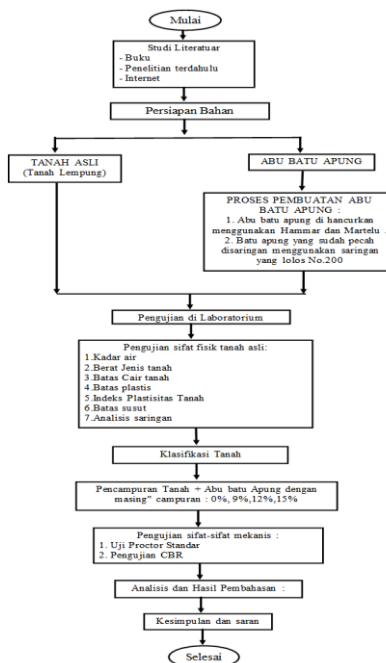 Mulai
Studi Literatuar
- Buku
- Penelitian terdahulu
- Internet
Persiapan Bahan
TANAH ASLI
(Tanah Lempung)
ABU BATU APUNG
PROSES PEMBUATAN ABU
BATU APUNG :
1. Abu batu apung di hancurkan
menggunakan Hammar dan Martelu .
2. Batu apung yang sudah pecah
disaringan menggunakan saringan
yang lolos No.200
Pengujian di Laboratorium
Pengujian sifat fisik tanah asli:
1.Kadar air
2.Berat Jenis tanah
3.Batas Cair tanah
4.Batas plastis
5.Indeks Plastisitas Tanah
6.Batas susut
7.Analisis saringan
Klasifikasi Tanah
Pencampuran Tanah + Abu batu Apung dengan
masing" campuran : 0%, 9%,12%,15%
Pengujian sifat-sifat mekanis :
1. Uji Proctor Standar
2. Pengujian CBR
Analisis dan Hasil Pembahasan :
Kesimpulan dan saran
Selesai